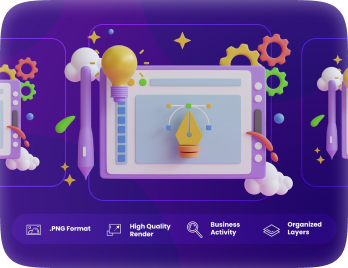 .PNG Format
High Quality
Render
Business
Activity
Organized
Layers